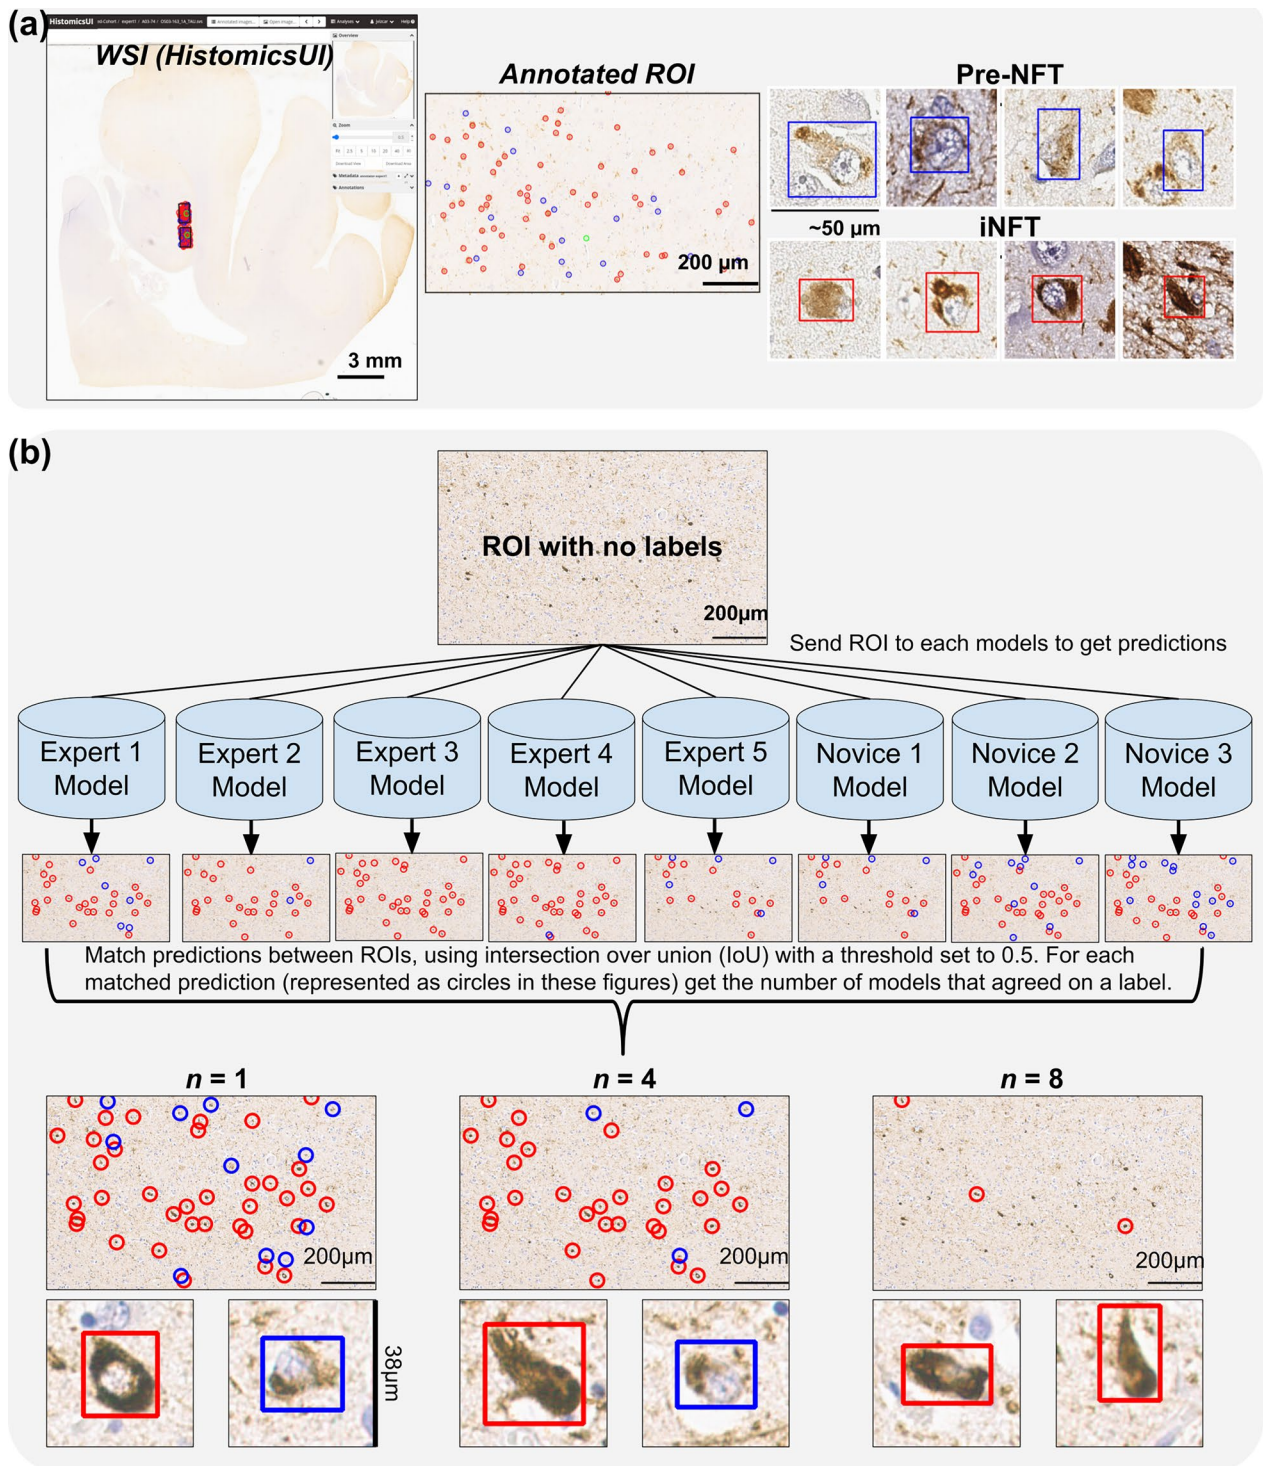 (a)
HistomicsUI
WSI (HistomicsUI)
Overview
Zoom
Metadata
Annotations
3 mm
Annotated ROI
200 µm
Pre-NFT
~50 µm
iNFT
(b)
ROI with no labels
200µm
Send ROI to each models to get predictions
Expert 1 Model
Expert 2 Model
Expert 3 Model
Expert 4 Model
Expert 5 Model
Novice 1 Model
Novice 2 Model
Novice 3 Model
Match predictions between ROIs, using intersection over union (IoU) with a threshold set to 0.5. For each
matched prediction (represented as circles in these figures) get the number of models that agreed on a label.
n = 1
n = 4
n = 8
200µm
200µm
200µm
38µm